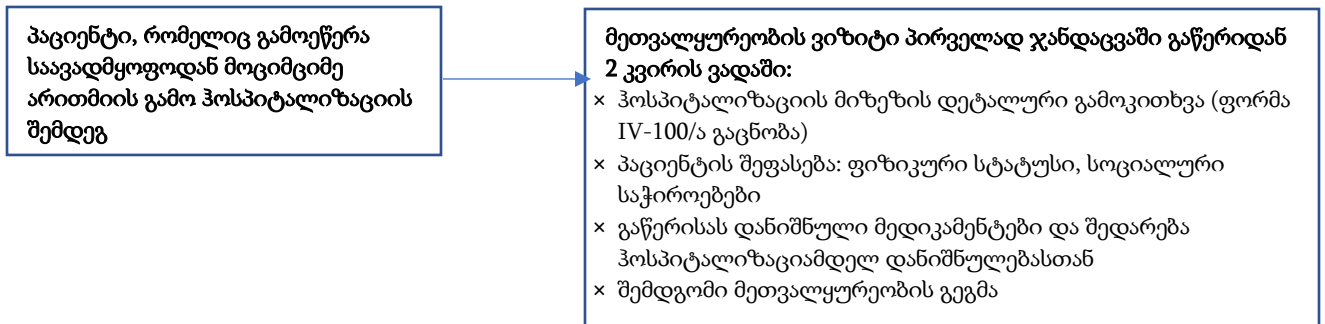 პაციენტი, რომელიც გამოეწერა
საავადმყოფოდან მოციმციმე
არითმიის გამო ჰოსპიტალიზაციის
შემდეგ
მეთვალყურეობის ვიზიტი პირველად ჯანდაცვაში გაწერიდან
2 კვირის ვადაში:
× ჰოსპიტალიზაციის მიზეზის დეტალური გამოკითხვა (ფორმა
IV-100/ა გაცნობა)
× პაციენტის შეფასება: ფიზიკური სტატუსი, სოციალური
საჭიროებები
× გაწერისას დანიშნული მედიკამენტები და შედარება
ჰოსპიტალიზაციამდელ დანიშნულებასთან
× შემდგომი მეთვალყურეობის გეგმა